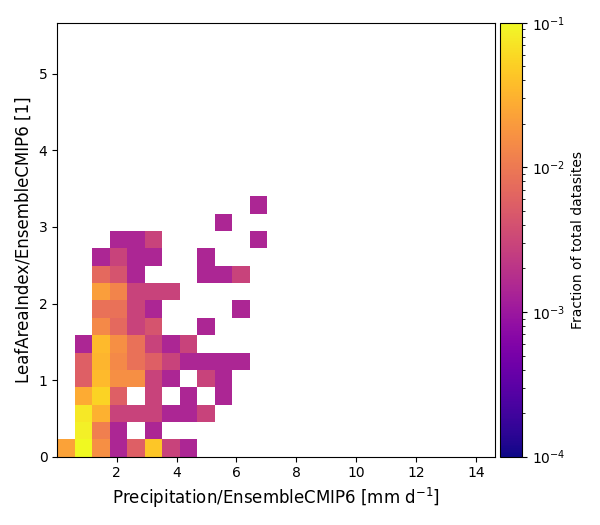 5
4
3
2
1
0
2 4 6 8 10 12 14
LeafAreaIndex/EnsembleCMIP6 [1]
Precipitation/EnsembleCMIP6 [mm d⁻¹]
10⁻¹
10⁻²
10⁻³
10⁻⁴
Fraction of total datasites